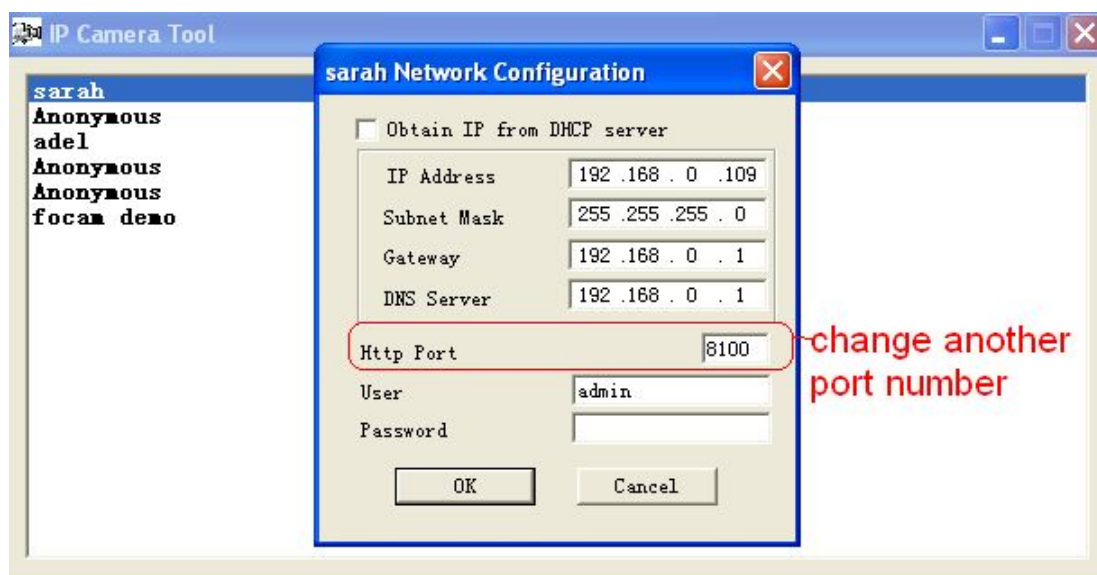 IP Camera Tool
sarah
Anonymous
adel
Anonymous
Anonymous
focam demo
sarah Network Configuration
Obtain IP from DHCP server
IP Address 192 .168 . 0 .109
Subnet Mask 255 .255 .255 . 0
Gateway 192 .168 . 0 . 1
DNS Server 192 .168 . 0 . 1
Http Port 8100
change another
port number
User admin
Password
OK Cancel